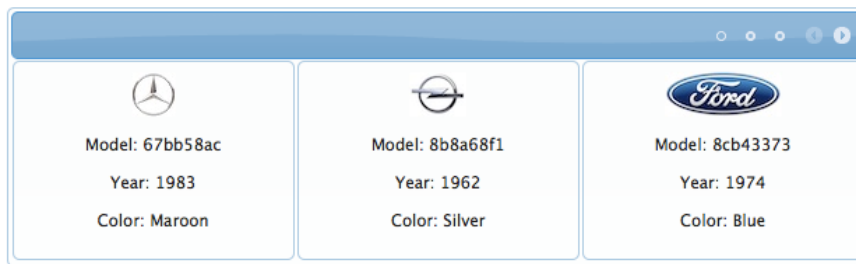 Ford
Model: 67bb58ac
Model: 8b8a68f1
Model: 8cb43373
Year: 1983
Year: 1962
Year: 1974
Color: Maroon
Color: Silver
Color: Blue